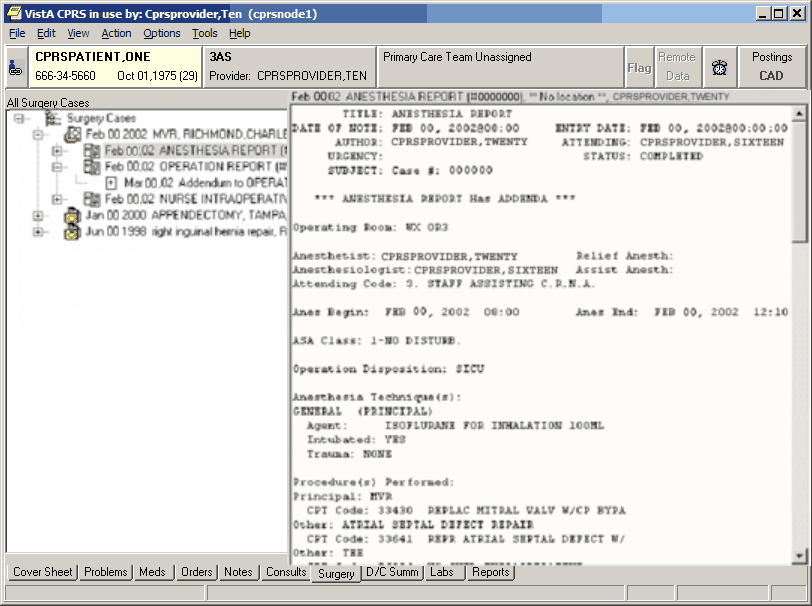 VistA CPRS in use by: Cprsprovider,Ten (cprsnode1)
File Edit View Action Options Tools Help
CPRSPATIENT,ONE 3AS Primary Care Team Unassigned Flag Remote Data Postings
666-34-5660 Oct 01,1975 (29) Provider: CPRSPROVIDER,TEN CAD
All Surgery Cases
Surgery Cases
Feb 00 2002 MVR, RICHMOND,CHARLE
Feb 00,02 ANESTHESIA REPORT (
Feb 00,02 OPERATION REPORT (#
Mar 00,02 Addendum to OPERAT
Feb 00,02 NURSE INTRAOPERATIV
Jan 00 2000 APPENDECTOMY, TAMPA,
Jun 00 1998 right inguinal hernia repair, R
Feb 00 02 ANESTHESIA REPORT (#0000000), ** No location **, CPRSPROVIDER,TWENTY
TITLE: ANESTHESIA REPORT
DATE OF NOTE: FEB 00, 2002@08:00 ENTRY DATE: FEB 00, 2002@00:00:00
AUTHOR: CPRSPROVIDER,TWENTY ATTENDING: CPRSPROVIDER,SIXTEEN
URGENCY: STATUS: COMPLETED
SUBJECT: Case #: 000000
*** ANESTHESIA REPORT Has ADDENDA ***
Operating Room: WX OR3
Anesthetist: CPRSPROVIDER,TWENTY Relief Anesth:
Anesthesiologist: CPRSPROVIDER,SIXTEEN Assist Anesth:
Attending Code: 3. STAFF ASSISTING C.R.N.A.
Anes Begin: FEB 00, 2002 08:00 Anes End: FEB 00, 2002 12:10
ASA Class: 1-NO DISTURB.
Operation Disposition: SICU
Anesthesia Technique(s):
GENERAL (PRINCIPAL)
Agent: ISOFLURANE FOR INHALATION 100ML
Intubated: YES
Trauma: NONE
Procedure(s) Performed:
Principal: MVR
CPT Code: 33430 REPLAC MITRAL VALV W/CP BYPA
Other: ATRIAL SEPTAL DEFECT REPAIR
CPT Code: 33641 REPR ATRIAL SEPTAL DEFECT W/
Other: TEE
Cover Sheet Problems Meds Orders Notes Consults Surgery D/C Summ Labs Reports